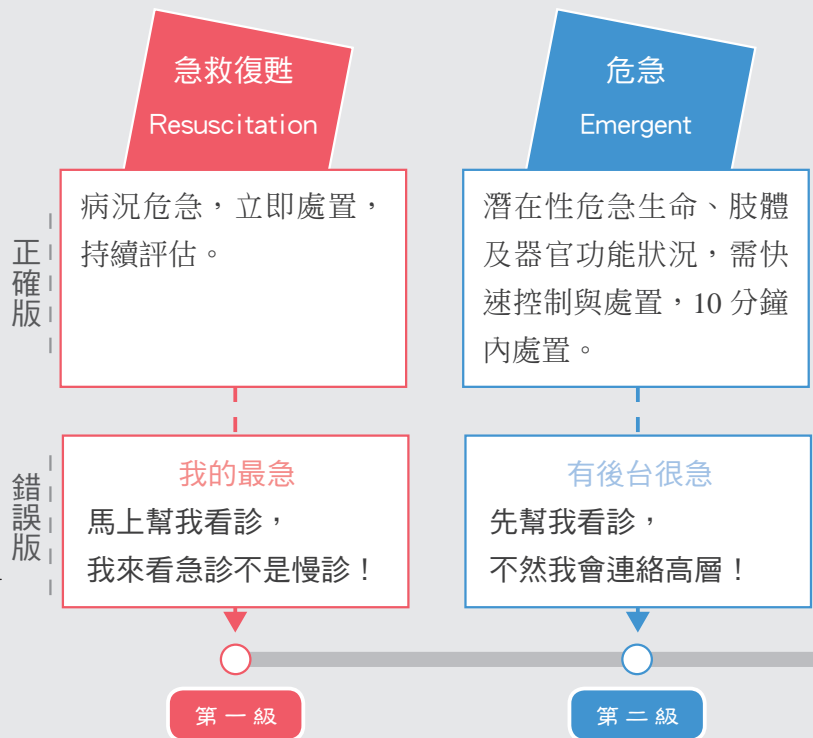 急救復甦
Resuscitation
危急
Emergent
正確版
病況危急，立即處置，
持續評估。
潛在性危急生命、肢體
及器官功能狀況，需快
速控制與處置，10 分鐘
內處置。
錯誤版
我的最急
馬上幫我看診，
我來看急診不是慢診！
有後台很急
先幫我看診，
不然我會連絡高層！
第一級
第二級